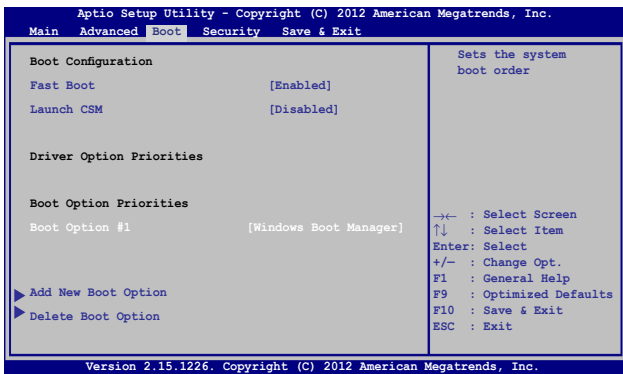 Aptio Setup Utility - Copyright (C) 2012 American Megatrends, Inc.
Main Advanced Boot Security Save & Exit
Boot Configuration
Fast Boot [Enabled]
Launch CSM [Disabled]
Driver Option Priorities
Boot Option Priorities
Boot Option #1 [Windows Boot Manager]
Add New Boot Option
Delete Boot Option
Sets the system
boot order
→← : Select Screen
↑↓ : Select Item
Enter: Select
+/— : Change Opt.
F1 : General Help
F9 : Optimized Defaults
F10 : Save & Exit
ESC : Exit
Version 2.15.1226. Copyright (C) 2012 American Megatrends, Inc.